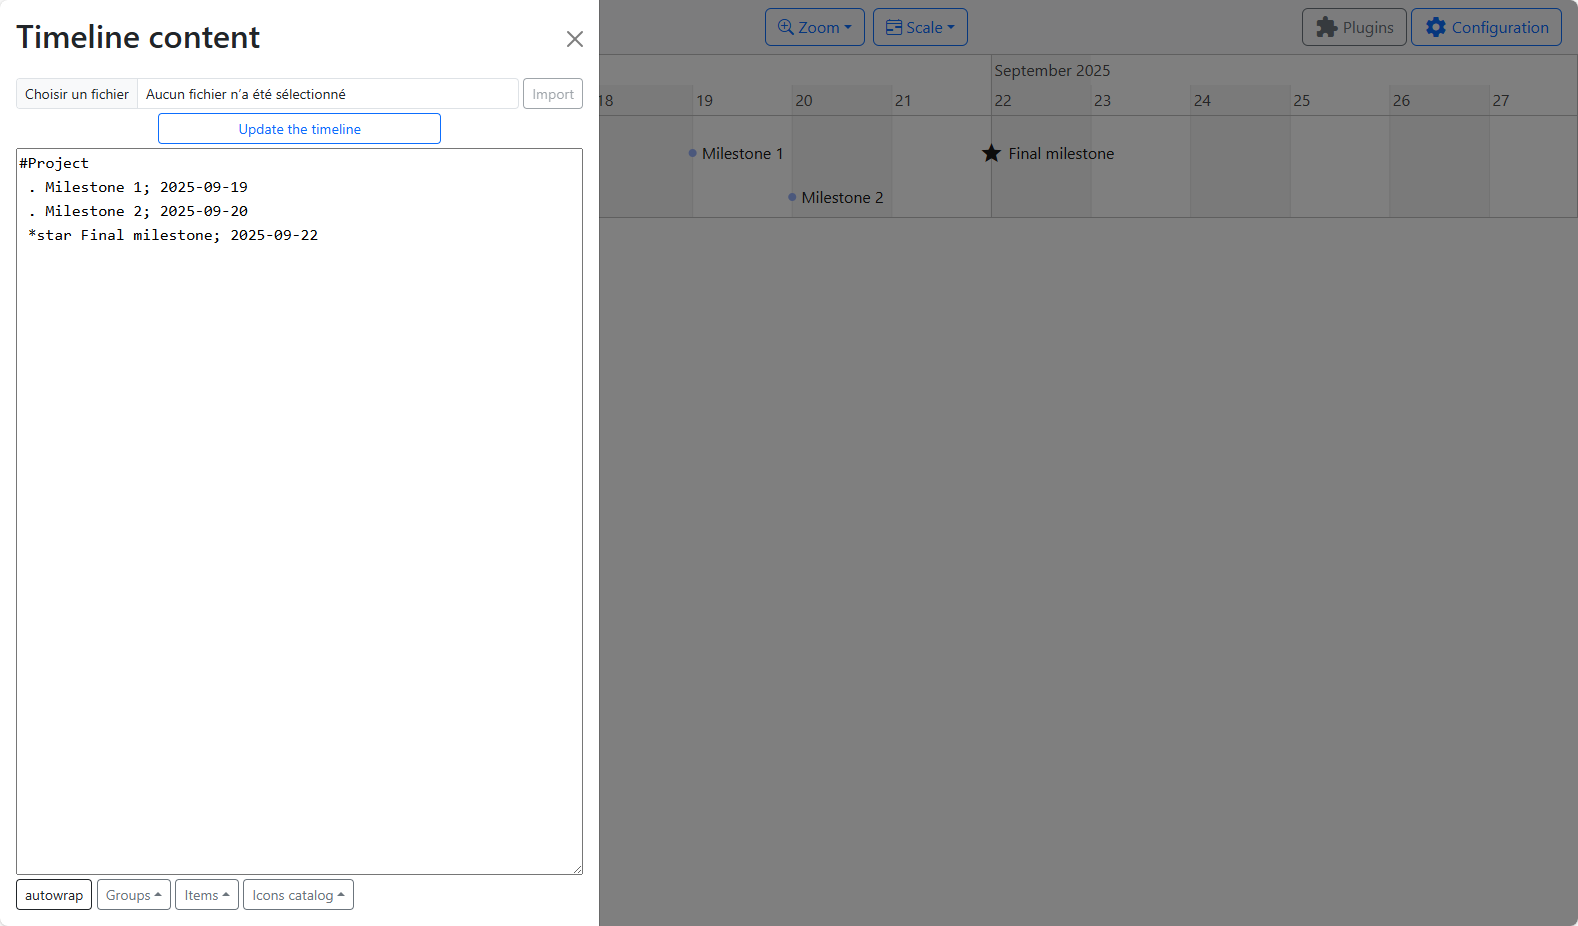 Timeline content
Choisir un fichier Aucun fichier n’a été sélectionné Import
Update the timeline
#Project
. Milestone 1; 2025-09-19
. Milestone 2; 2025-09-20
*star Final milestone; 2025-09-22
autowrap Groups Items Icons catalog
Zoom Scale Plugins Configuration
September 2025
18 19 20 21 22 23 24 25 26 27
Milestone 1 Final milestone
Milestone 2